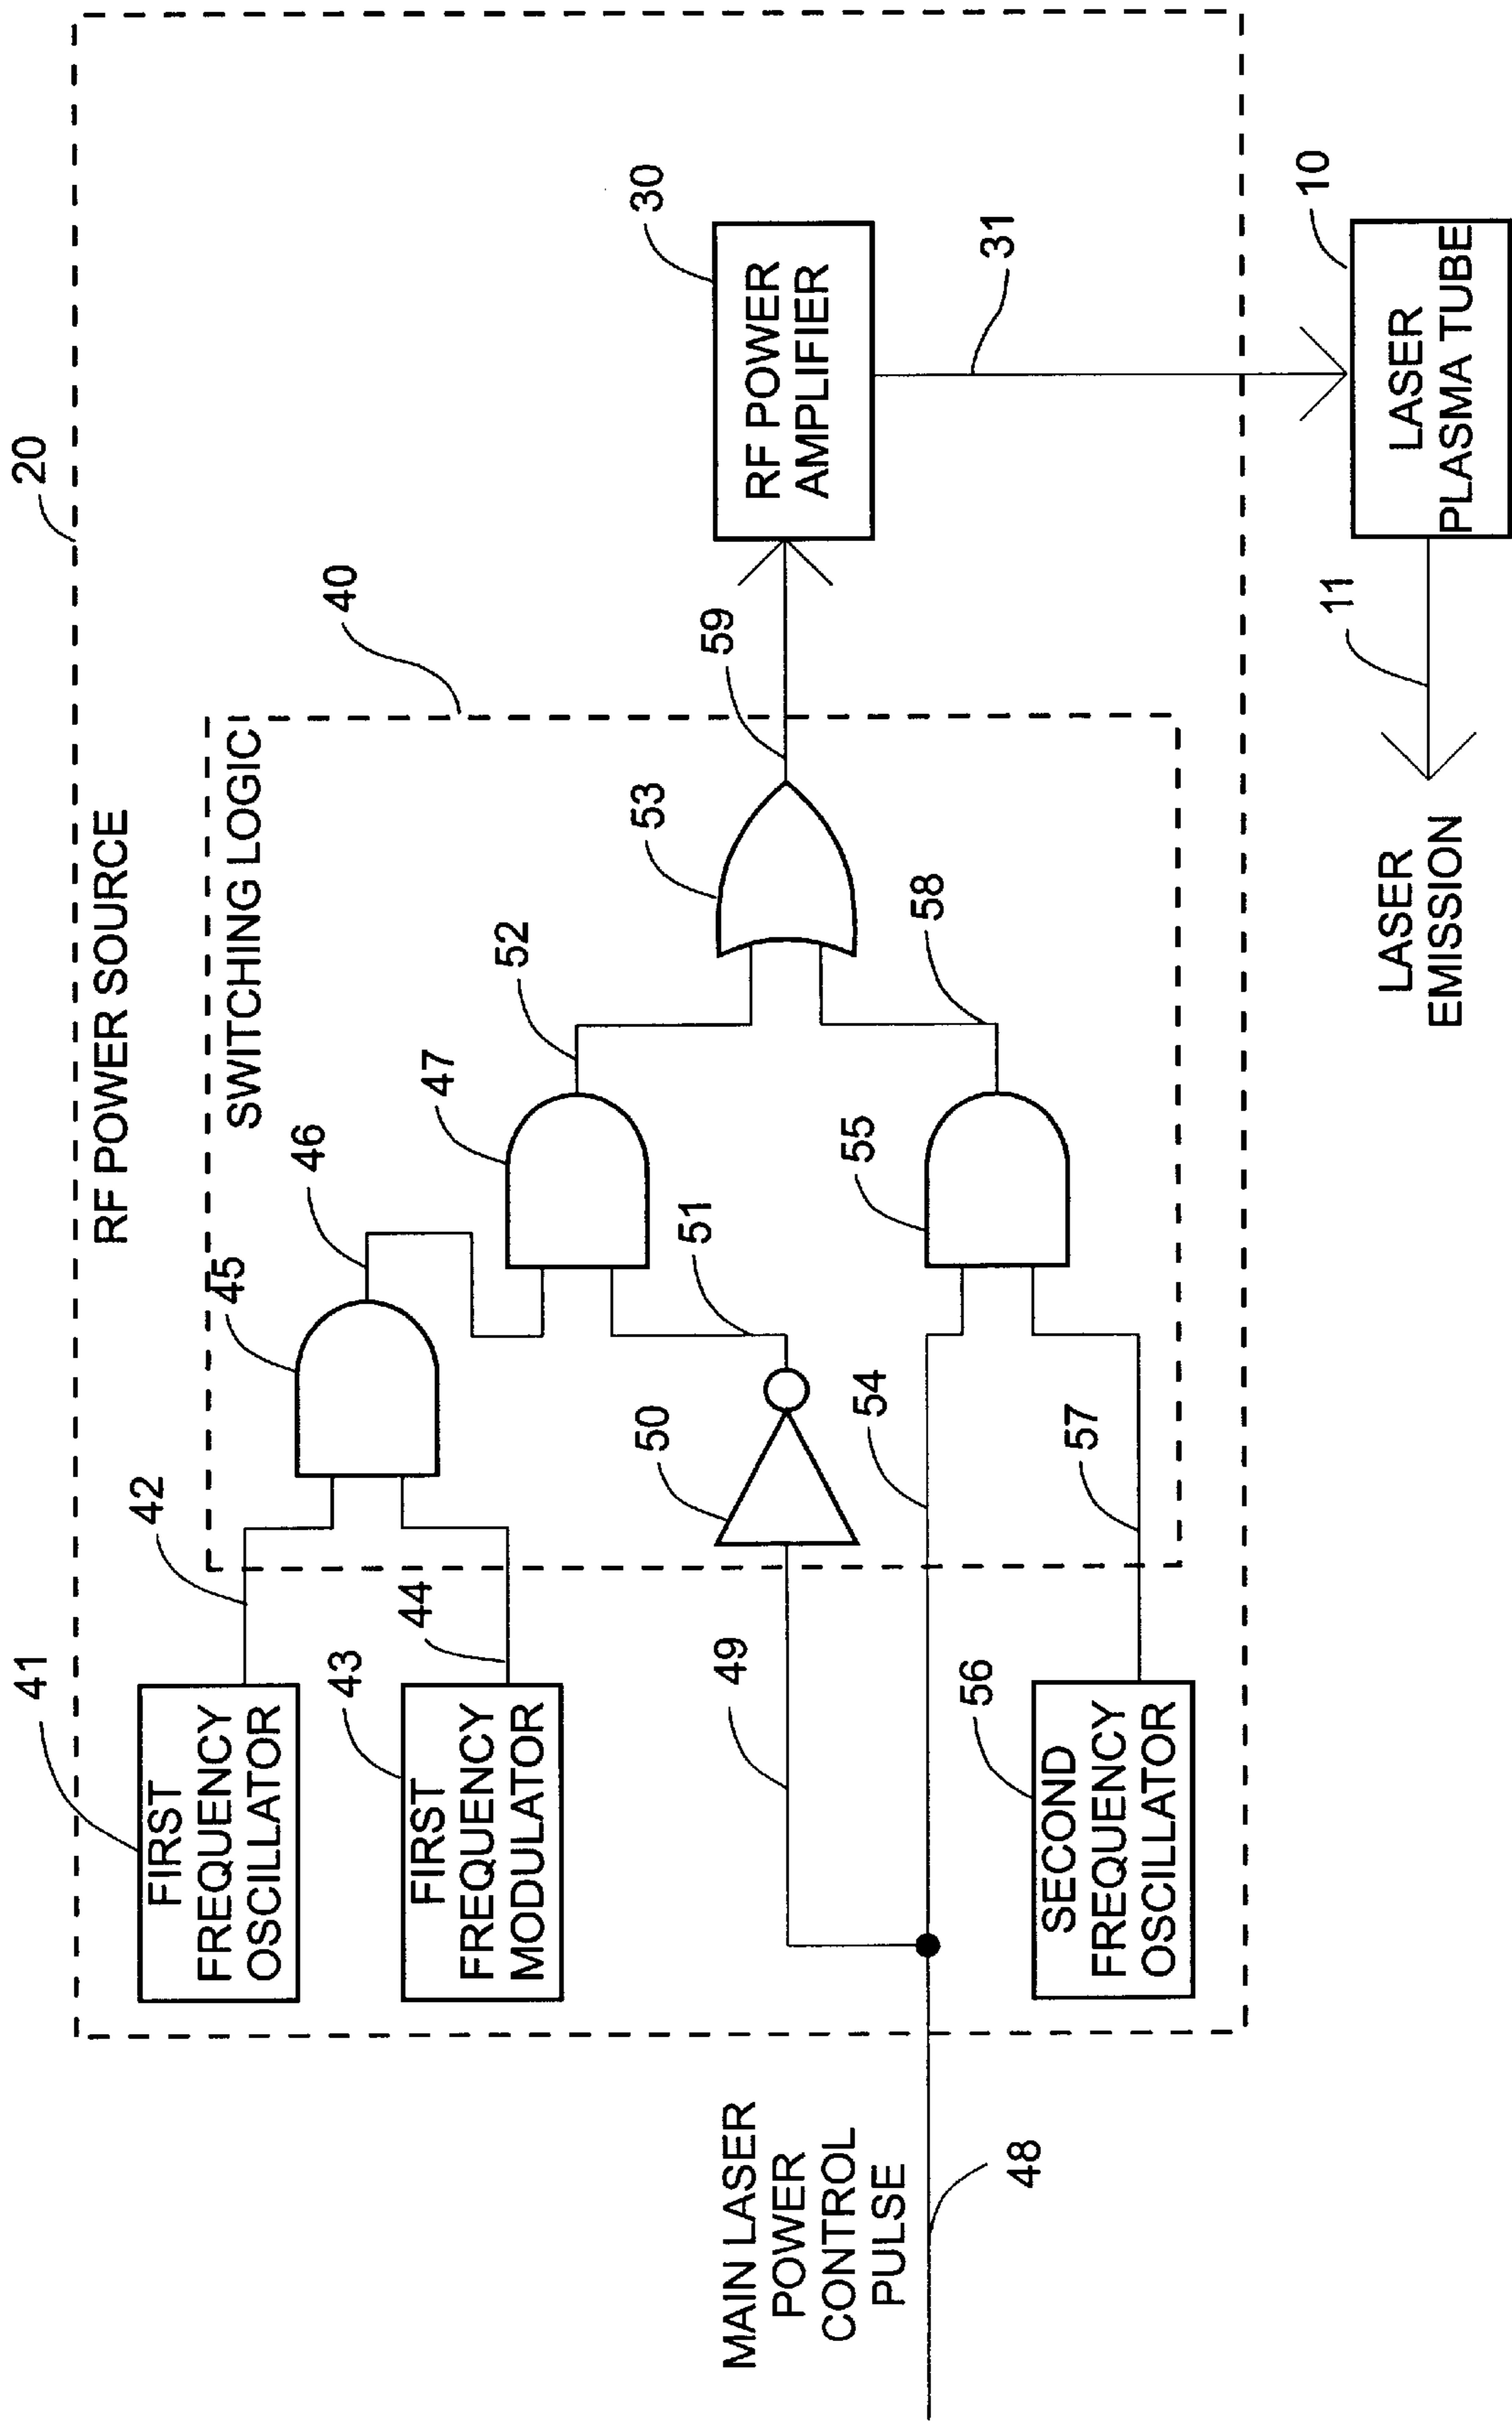 20
RF POWER SOURCE
40
SWITCHING LOGIC
41
FIRST
FREQUENCY
OSCILLATOR
42
45
46
43
FIRST
FREQUENCY
MODULATOR
44
47
52
51
50
49
53
59
30
RF POWER
AMPLIFIER
31
MAIN LASER
POWER
CONTROL
PULSE
48
54
55
58
57
56
SECOND
FREQUENCY
OSCILLATOR
10
LASER
PLASMA TUBE
11
LASER
EMISSION